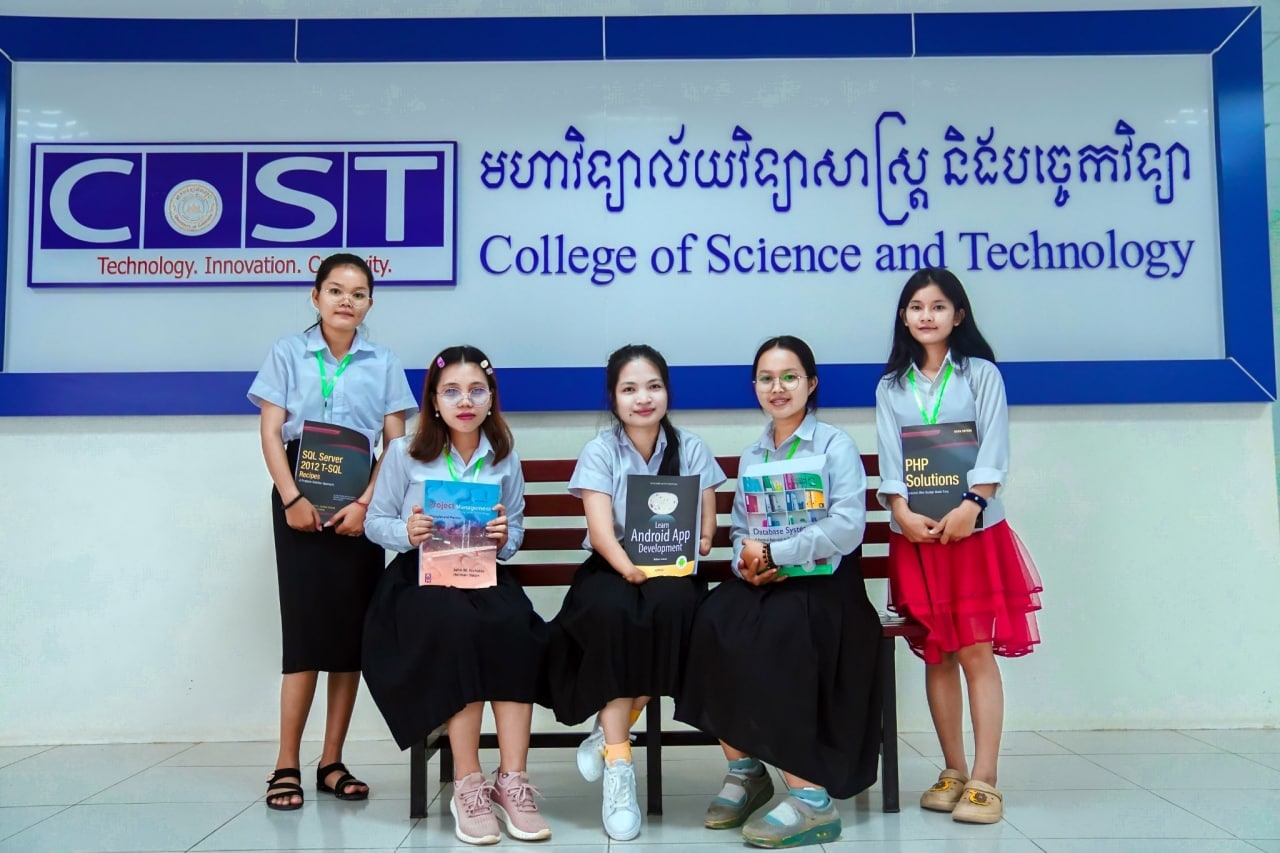 COST
Technology. Innovation.
មហាវិទ្យាល័យវិទ្យាសាស្ត្រ និងបច្ចេកវិទ្យា
College of Science and Technology
SQL Server
2012 T-SQL
Recipes
Project Management
Learn
Android App
Development
Database
PHP
Solutions